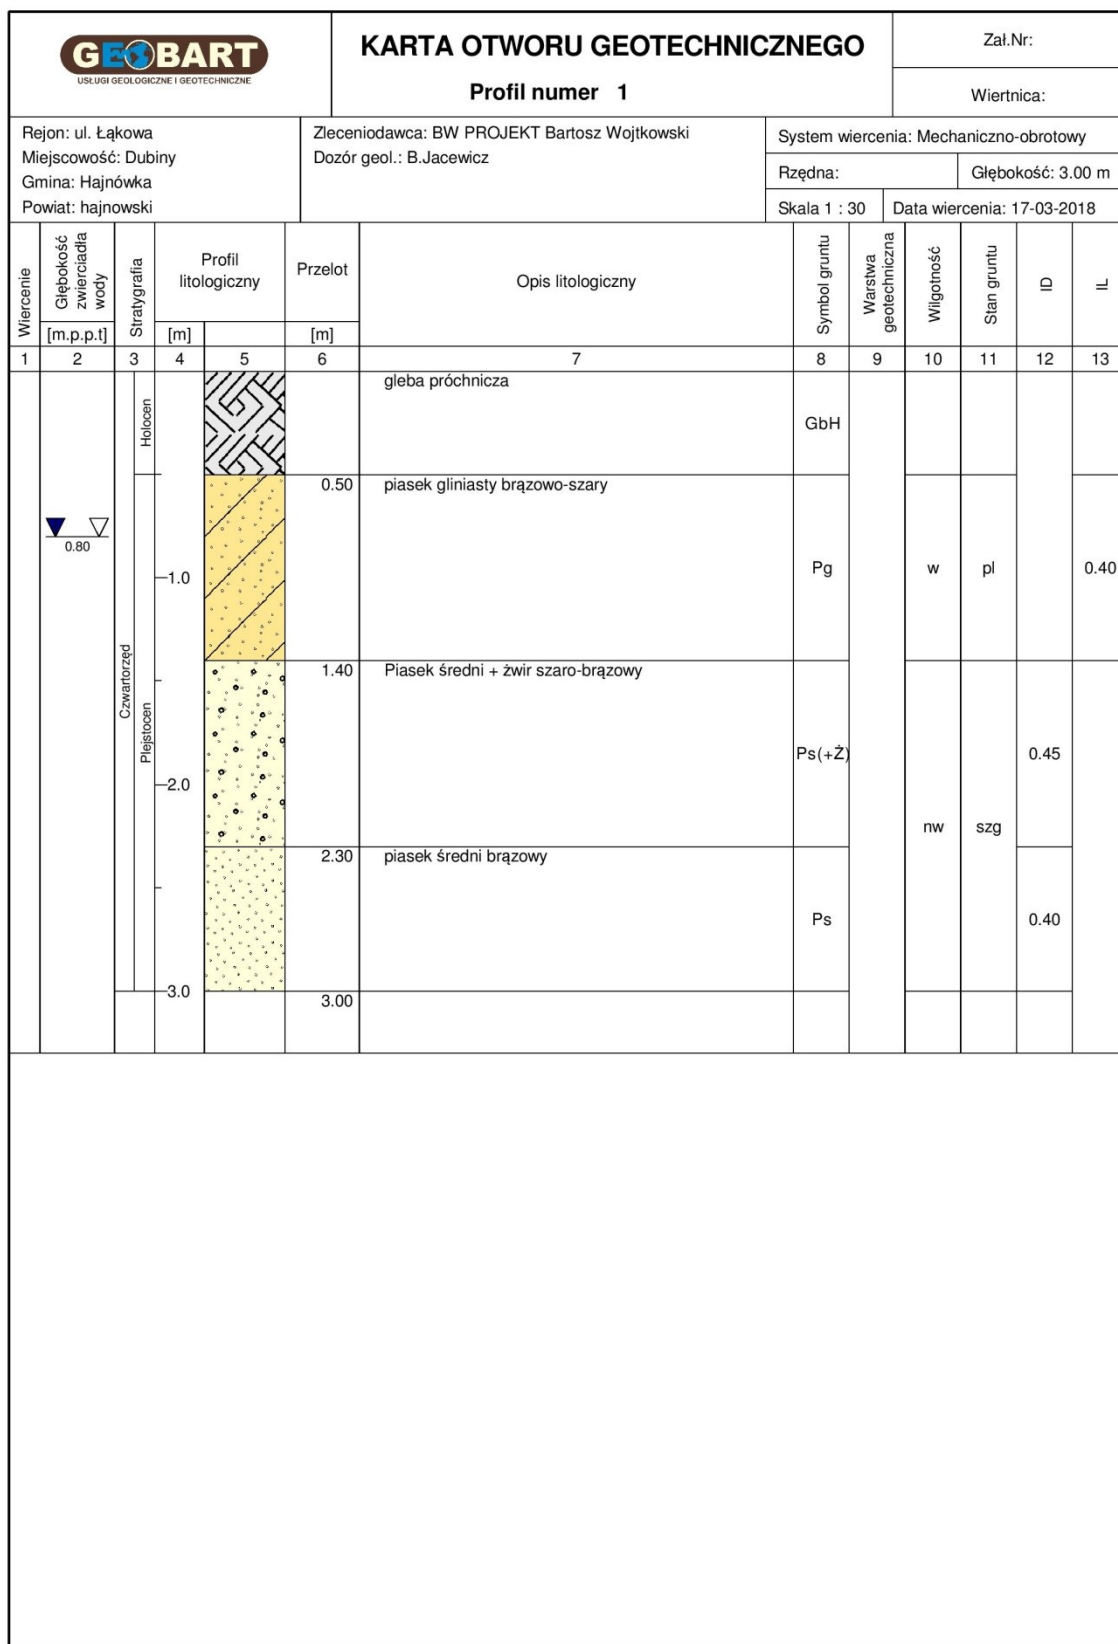 GEOBART
USŁUGI GEOLOGICZNE I GEOTECHNICZNE
KARTA OTWORU GEOTECHNICZNEGO
Profil numer 1
Zał.Nr:
Wiertnica:
Rejon: ul. Łąkowa
Miejscowość: Dubiny
Gmina: Hajnówka
Powiat: hajnowski
Zleceniodawca: BW PROJEKT Bartosz Wojtkowski
Dozór geol.: B.Jacewicz
System wiercenia: Mechaniczno-obrotowy
Rzędna:
Głębokość: 3.00 m
Skala 1 : 30
Data wiercenia: 17-03-2018
Wiercenie
Głębokość
zwierciadła
wody
[m.p.p.t]
Stratygrafia
Profil
litologiczny
[m]
Przelot
[m]
Opis litologiczny
Symbol gruntu
Warstwa
geotechniczna
Wilgotność
Stan gruntu
ID
IL
1 2 3 4 5 6 7 8 9 10 11 12 13
Holocen
gleba próchnicza
GbH
0.50
piasek gliniasty brązowo-szary
0.80
1.0
Pg
w
pl
0.40
Czwartorzęd
Plejstocen
1.40
Piasek średni + żwir szaro-brązowy
Ps(+Ż)
0.45
2.0
nw
szg
2.30
piasek średni brązowy
Ps
0.40
3.0
3.00